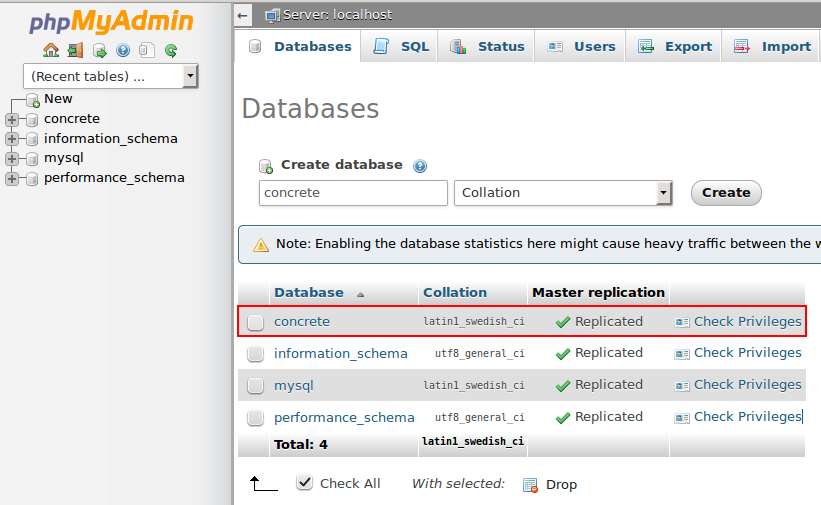 phpMyAdmin
(Recent tables) ...
New
concrete
information_schema
mysql
performance_schema
Server: localhost
Databases SQL Status Users Export Import
Databases
Create database
concrete Collation Create
Note: Enabling the database statistics here might cause heavy traffic between the w
Database Collation Master replication
concrete latin1_swedish_ci Replicated Check Privileges
information_schema utf8_general_ci Replicated Check Privileges
mysql latin1_swedish_ci Replicated Check Privileges
performance_schema utf8_general_ci Replicated Check Privileges
Total: 4 latin1_swedish_ci
Check All With selected: Drop